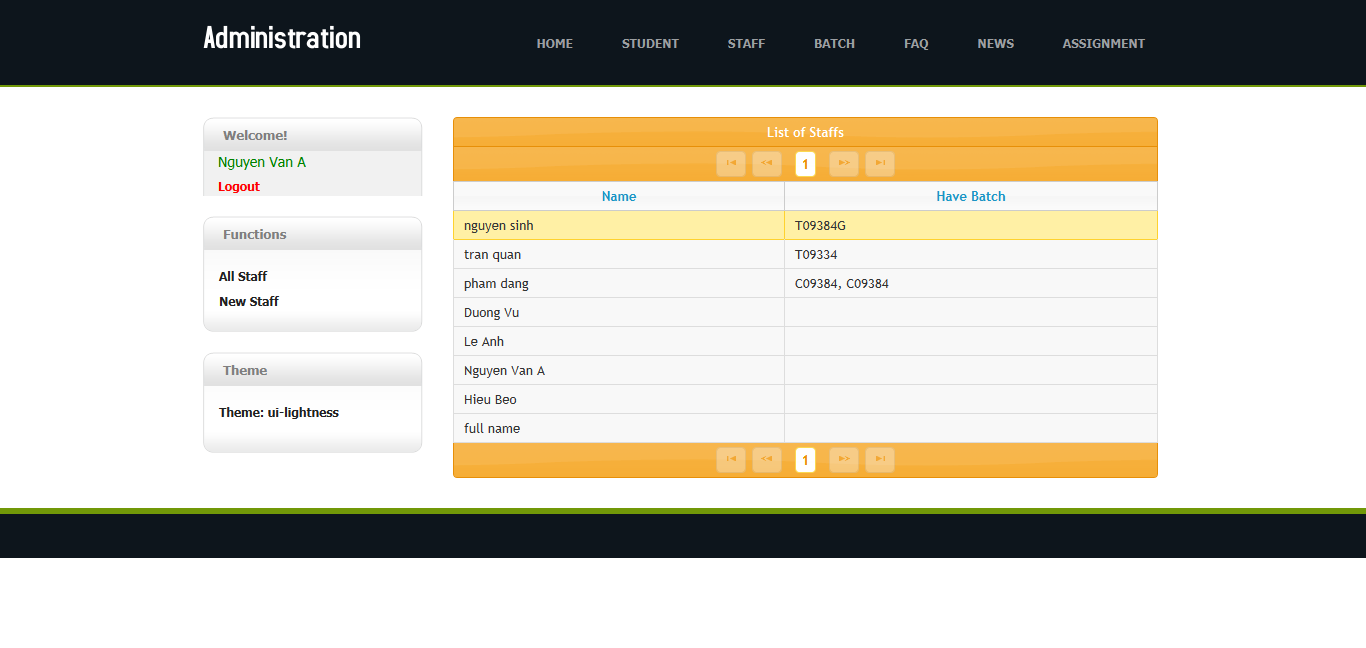 Administration
HOME STUDENT STAFF BATCH FAQ NEWS ASSIGNMENT
Welcome!
Nguyen Van A
Logout
Functions
All Staff
New Staff
Theme
Theme: ui-lightness
List of Staffs
1
Name Have Batch
nguyen sinh T09384G
tran quan T09334
pham dang C09384, C09384
Duong Vu
Le Anh
Nguyen Van A
Hieu Beo
full name
1